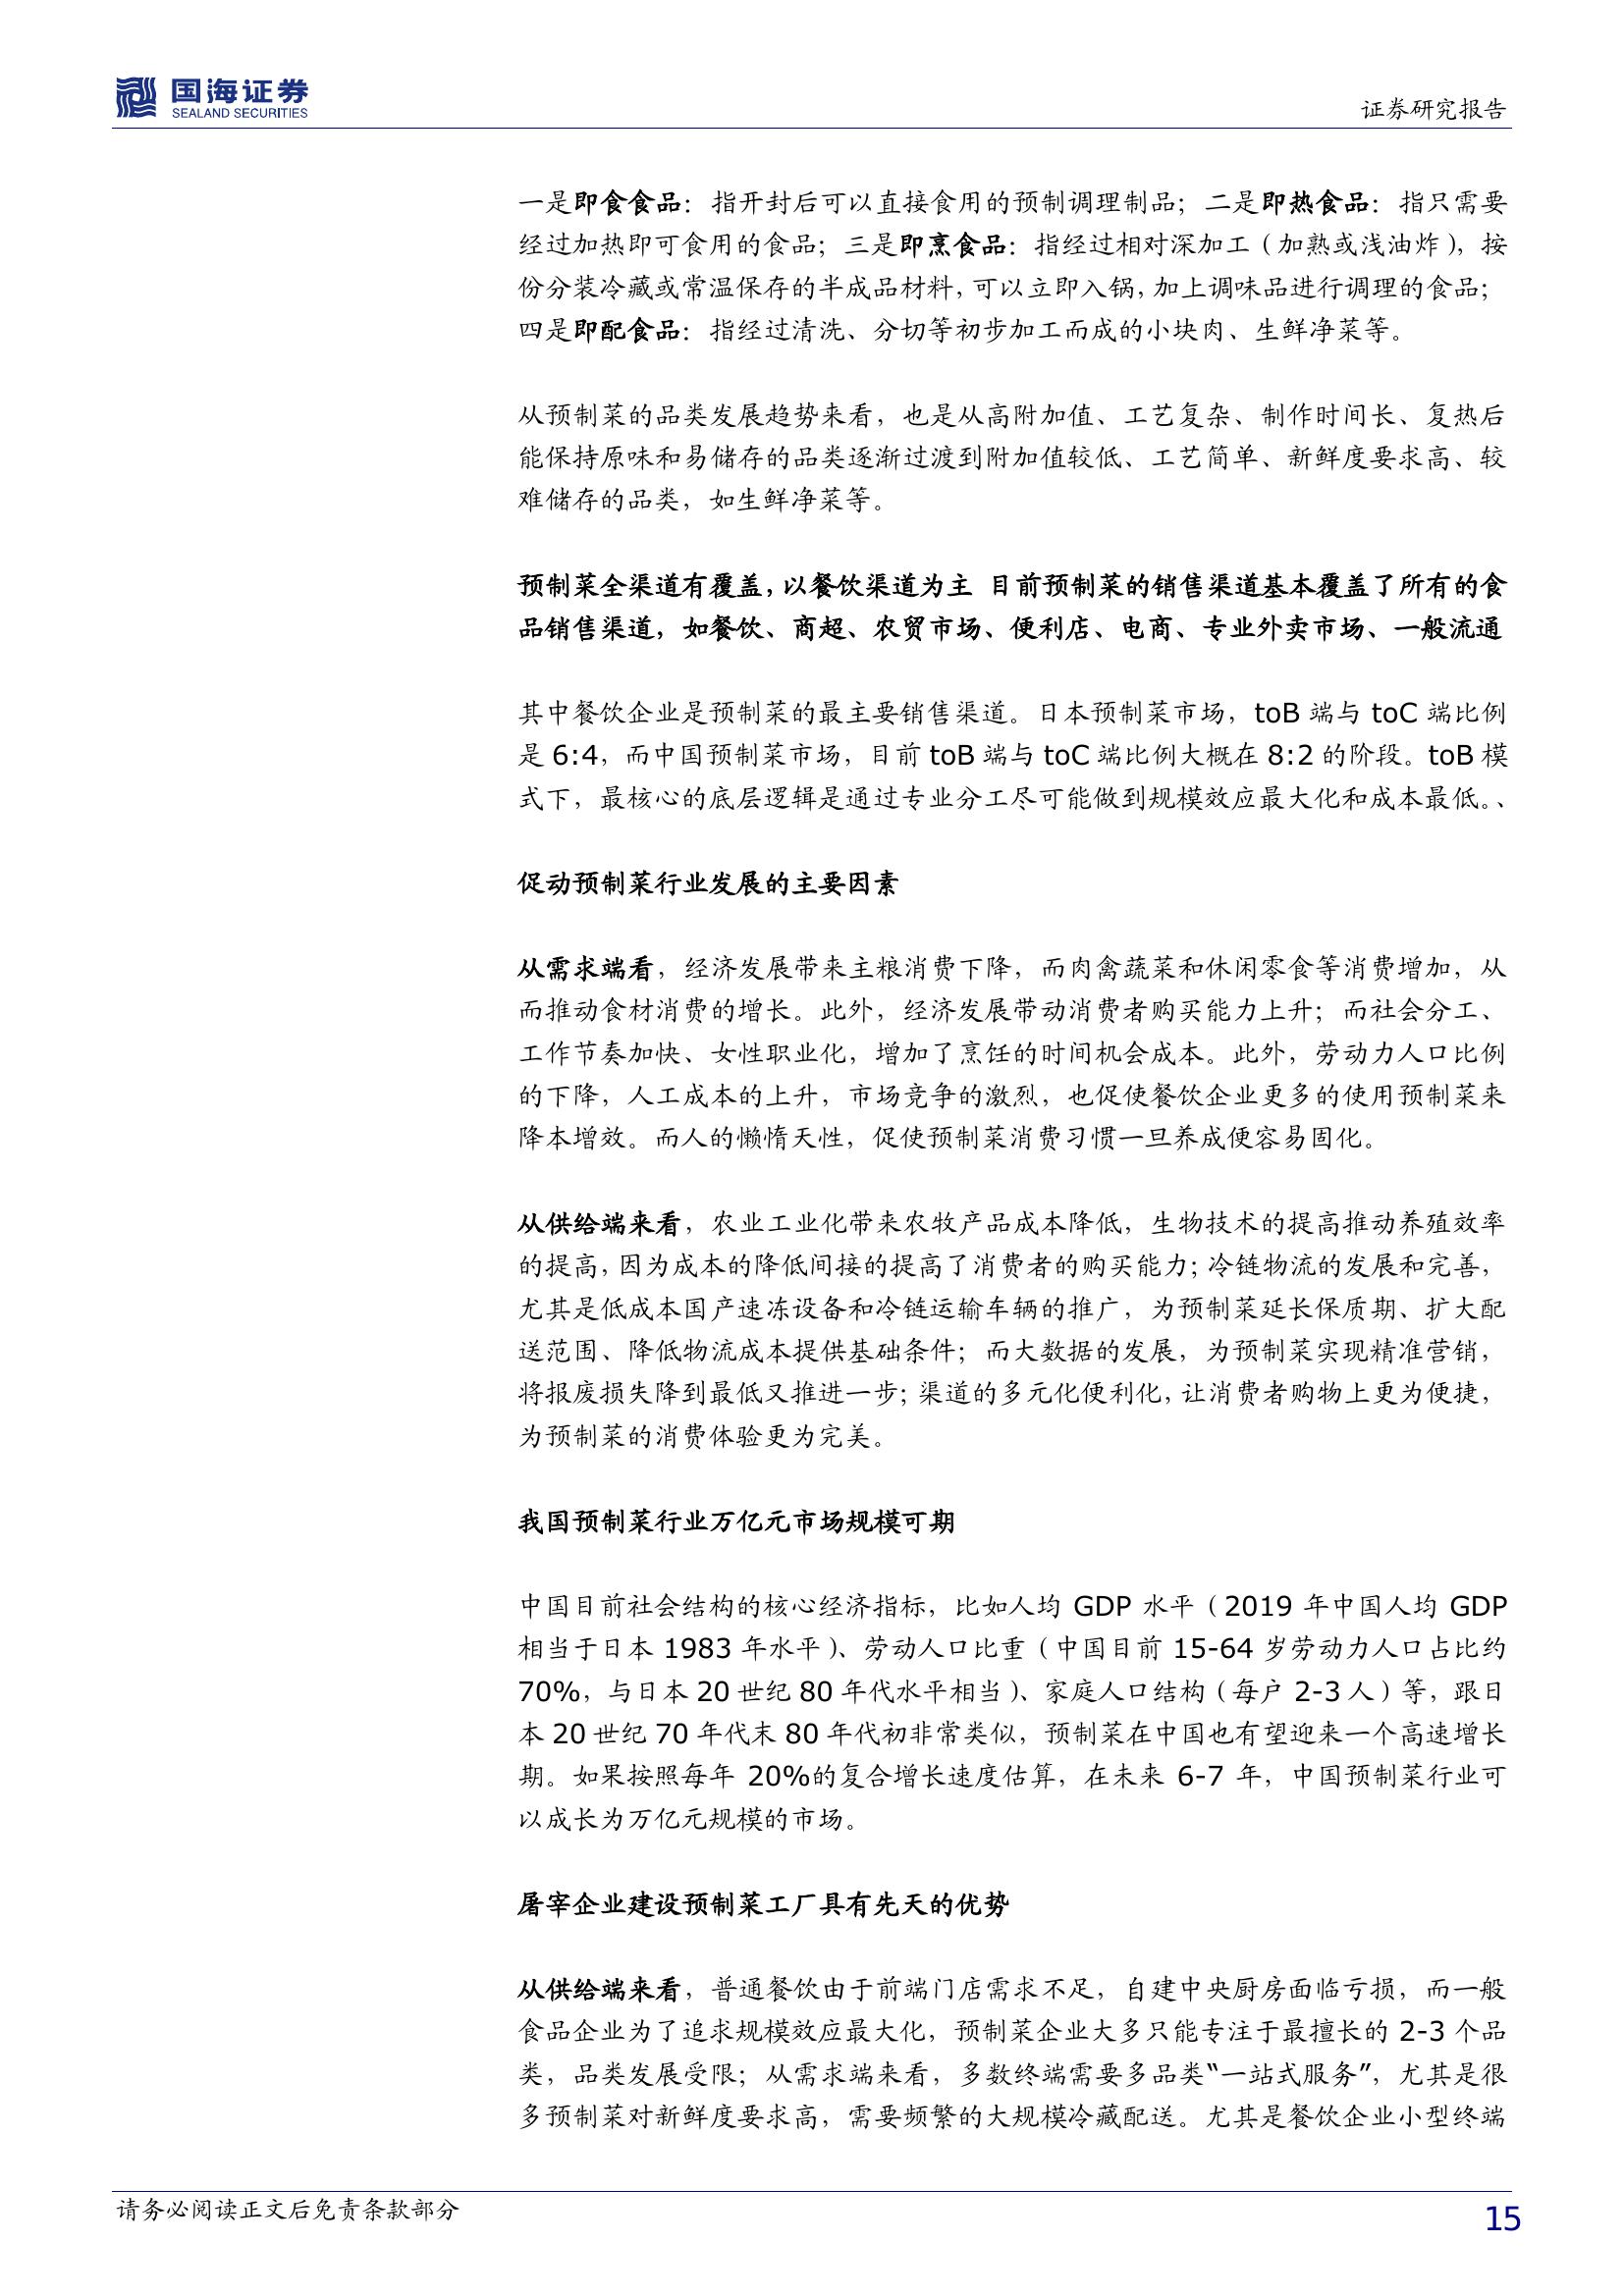 国海证券
SEALAND SECURITIES
证券研究报告
一是即食食品：指开封后可以直接食用的预制调理制品；二是即热食品：指只需要
经过加热即可食用的食品；三是即烹食品：指经过相对深加工（加熟或浅油炸），按
份分装冷藏或常温保存的半成品材料，可以立即入锅，加上调味品进行调理的食品；
四是即配食品：指经过清洗、分切等初步加工而成的小块肉、生鲜净菜等。
从预制菜的品类发展趋势来看，也是从高附加值、工艺复杂、制作时间长、复热后
能保持原味和易储存的品类逐渐过渡到附加值较低、工艺简单、新鲜度要求高、较
难储存的品类，如生鲜净菜等。
预制菜全渠道有覆盖，以餐饮渠道为主 目前预制菜的销售渠道基本覆盖了所有的食
品销售渠道，如餐饮、商超、农贸市场、便利店、电商、专业外卖市场、一般流通
其中餐饮企业是预制菜的最主要销售渠道。日本预制菜市场，toB 端与 toC 端比例
是 6:4，而中国预制菜市场，目前 toB 端与 toC 端比例大概在 8:2 的阶段。toB 模
式下，最核心的底层逻辑是通过专业分工尽可能做到规模效应最大化和成本最低。、
促动预制菜行业发展的主要因素
从需求端看，经济发展带来主粮消费下降，而肉禽蔬菜和休闲零食等消费增加，从
而推动食材消费的增长。此外，经济发展带动消费者购买能力上升；而社会分工、
工作节奏加快、女性职业化，增加了烹饪的时间机会成本。此外，劳动力人口比例
的下降，人工成本的上升，市场竞争的激烈，也促使餐饮企业更多的使用预制菜来
降本增效。而人的懒惰天性，促使预制菜消费习惯一旦养成便容易固化。
从供给端来看，农业工业化带来农牧产品成本降低，生物技术的提高推动养殖效率
的提高，因为成本的降低间接的提高了消费者的购买能力；冷链物流的发展和完善，
尤其是低成本国产速冻设备和冷链运输车辆的推广，为预制菜延长保质期、扩大配
送范围、降低物流成本提供基础条件；而大数据的发展，为预制菜实现精准营销，
将报废损失降到最低又推进一步；渠道的多元化便利化，让消费者购物上更为便捷，
为预制菜的消费体验更为完美。
我国预制菜行业万亿元市场规模可期
中国目前社会结构的核心经济指标，比如人均 GDP 水平（2019 年中国人均 GDP
相当于日本 1983 年水平）、劳动人口比重（中国目前 15-64 岁劳动力人口占比约
70%，与日本 20 世纪 80 年代水平相当）、家庭人口结构（每户 2-3 人）等，跟日
本 20 世纪 70 年代末 80 年代初非常类似，预制菜在中国也有望迎来一个高速增长
期。如果按照每年 20%的复合增长速度估算，在未来 6-7 年，中国预制菜行业可
以成长为万亿元规模的市场。
屠宰企业建设预制菜工厂具有先天的优势
从供给端来看，普通餐饮由于前端门店需求不足，自建中央厨房面临亏损，而一般
食品企业为了追求规模效应最大化，预制菜企业大多只能专注于最擅长的 2-3 个品
类，品类发展受限；从需求端来看，多数终端需要多品类“一站式服务”，尤其是很
多预制菜对新鲜度要求高，需要频繁的大规模冷藏配送。尤其是餐饮企业小型终端
请务必阅读正文后免责条款部分
15